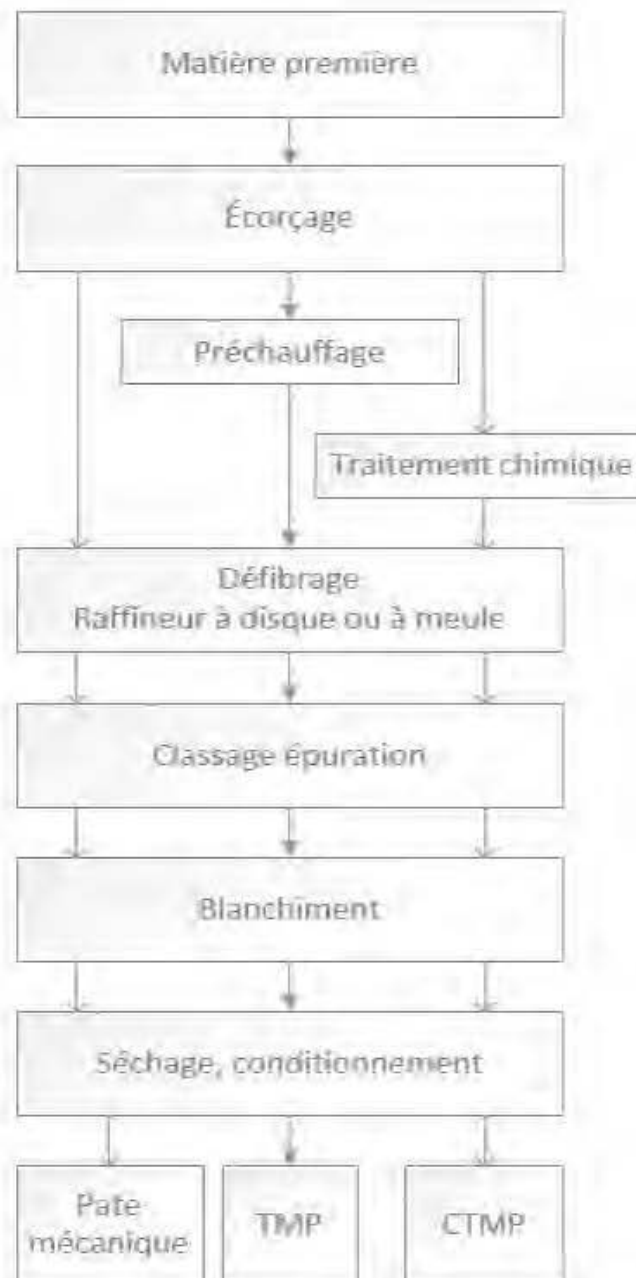 Matière première
Écorçage
Préchauffage
Traitement chimique
Défibrage
Raffineur à disque ou à meule
Classage épuration
Blanchiment
Séchage, conditionnement
Pate
mécanique
TMP
CTMP